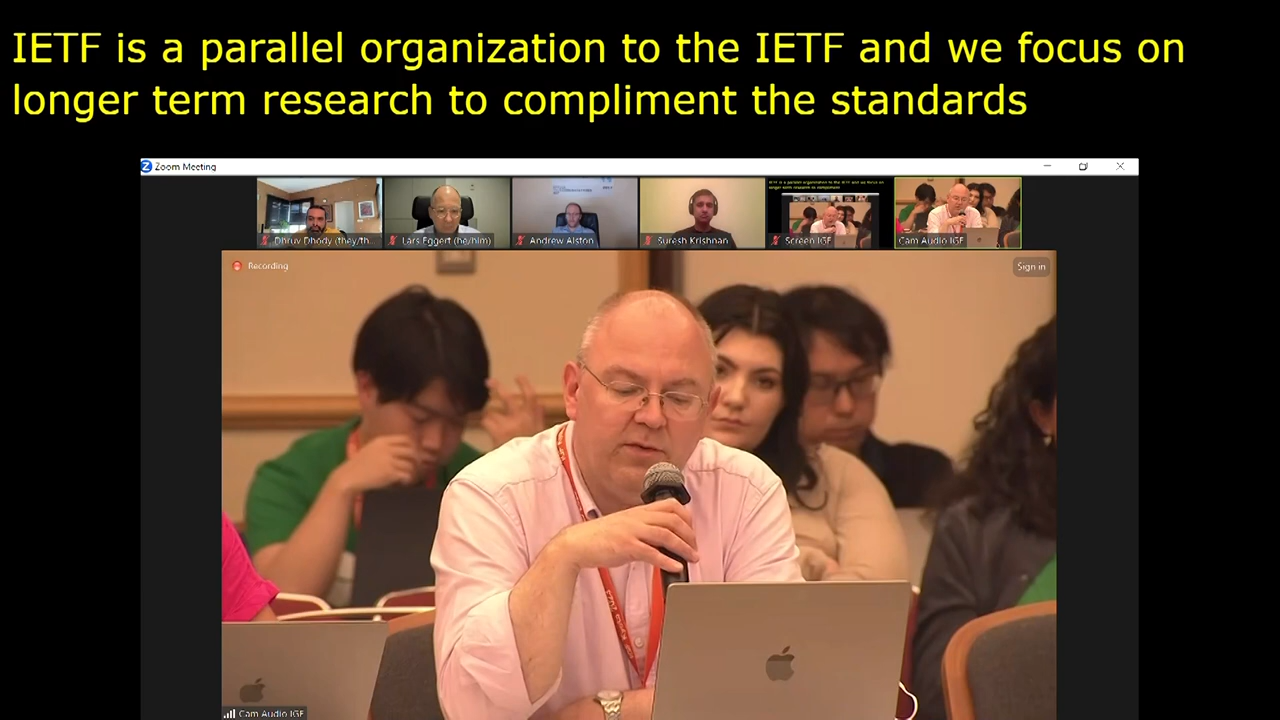 IETF is a parallel organization to the IETF and we focus on
longer term research to compliment the standards
Zoom Meeting
Dhruv Dhody (they/th...
Lars Eggert (he/him)
Andrew Alston
Suresh Krishnan
Screen IGF
Cam Audio IGF
Recording
Sign in
Cam Audio IGF